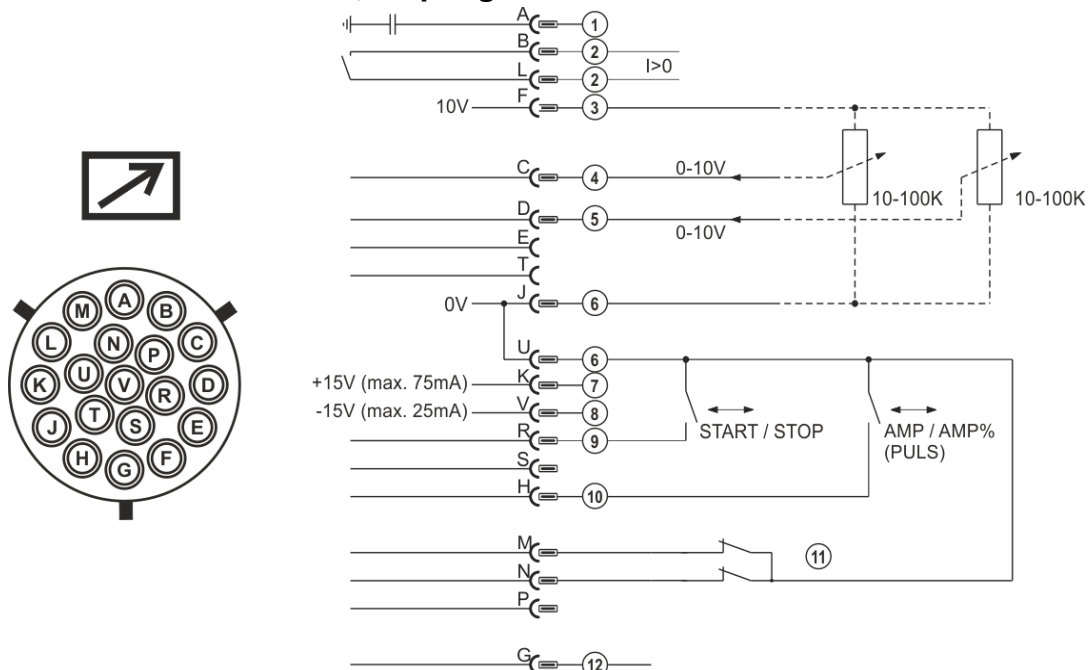 A
1
B
2
L
2
I>0
10V
F
3
C
4
0-10V
10-100K
10-100K
D
5
0-10V
E
T
0V
J
6
U
6
+15V (max. 75mA)
K
7
-15V (max. 25mA)
V
8
R
9
START / STOP
AMP / AMP%
(PULS)
S
H
10
M
11
N
P
G
12
A
M
B
L
N
P
C
K
U
V
R
D
J
T
S
E
H
G
F